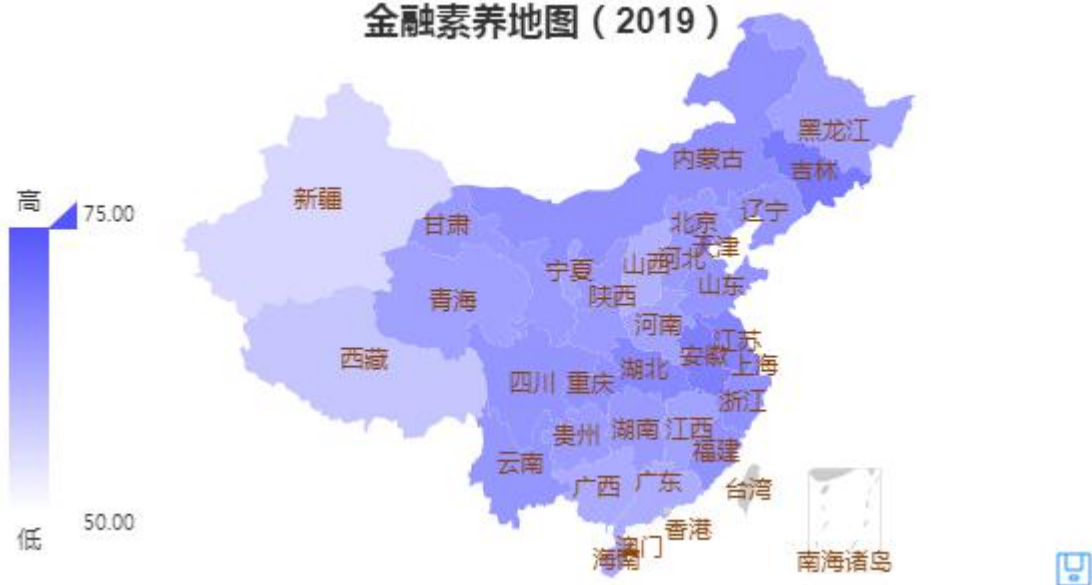 金融素养地图（2019）
黑龙江
内蒙古
吉林
高
新疆
75.00
辽宁
北京
甘肃
天津
河北
山西
宁夏
山东
陕西
青海
河南
江苏
安徽
西藏
上海
湖北
四川
重庆
浙江
湖南
江西
贵州
福建
云南
广西
广东
台湾
50.00
香港
低
澳门
海南
南海诸岛